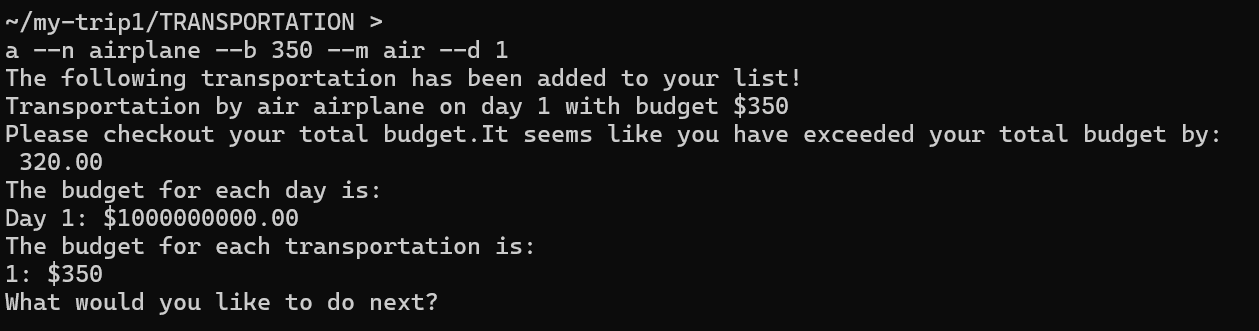 ~/my-trip1/TRANSPORTATION >
a --n airplane --b 350 --m air --d 1
The following transportation has been added to your list!
Transportation by air airplane on day 1 with budget $350
Please checkout your total budget.It seems like you have exceeded your total budget by:
 320.00
The budget for each day is:
Day 1: $1000000000.00
The budget for each transportation is:
1: $350
What would you like to do next?